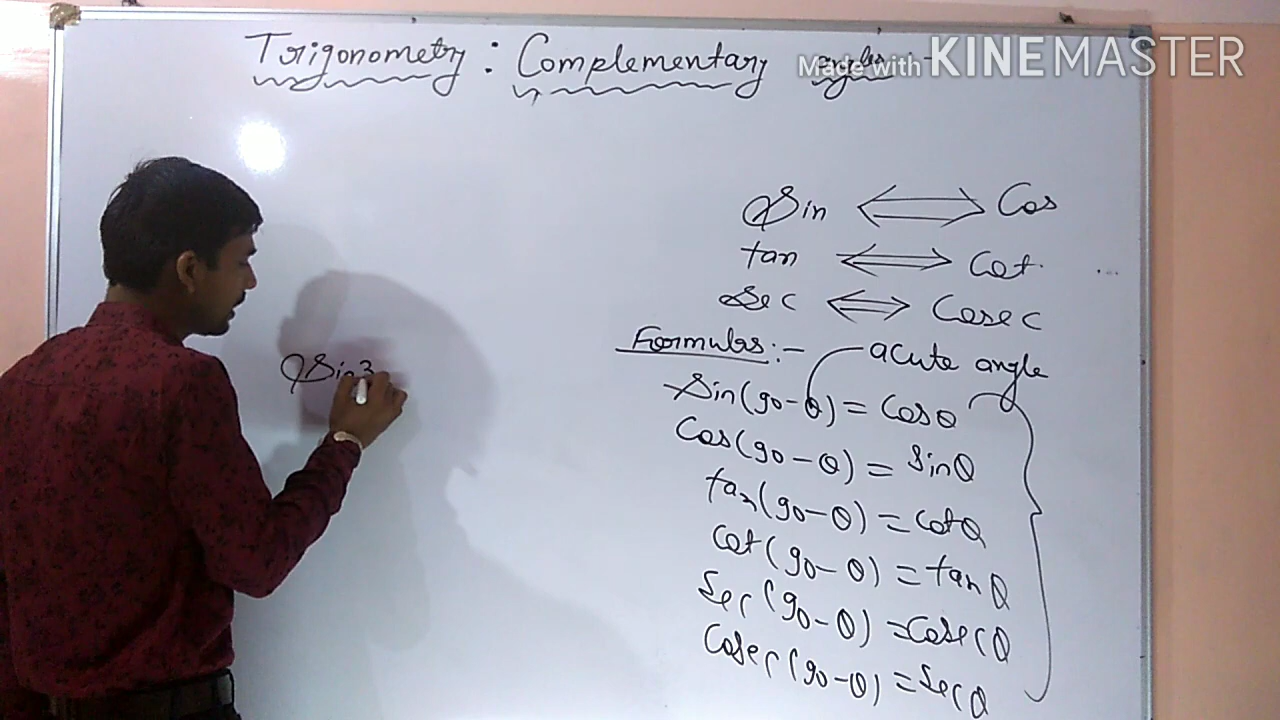 Trigonometry : Complementary angles :-
Made with KINEMASTER
Sin ⟺ Cos
tan ⟺ Cot
Sec ⟺ Cosec
Formulas :- acute angle
Sin(90-θ) = Cosθ
Cos(90-θ) = Sinθ
tan(90-θ) = Cotθ
Cot(90-θ) = tanθ
Sec(90-θ) = Cosecθ
Cosec(90-θ) = Secθ
Sin3